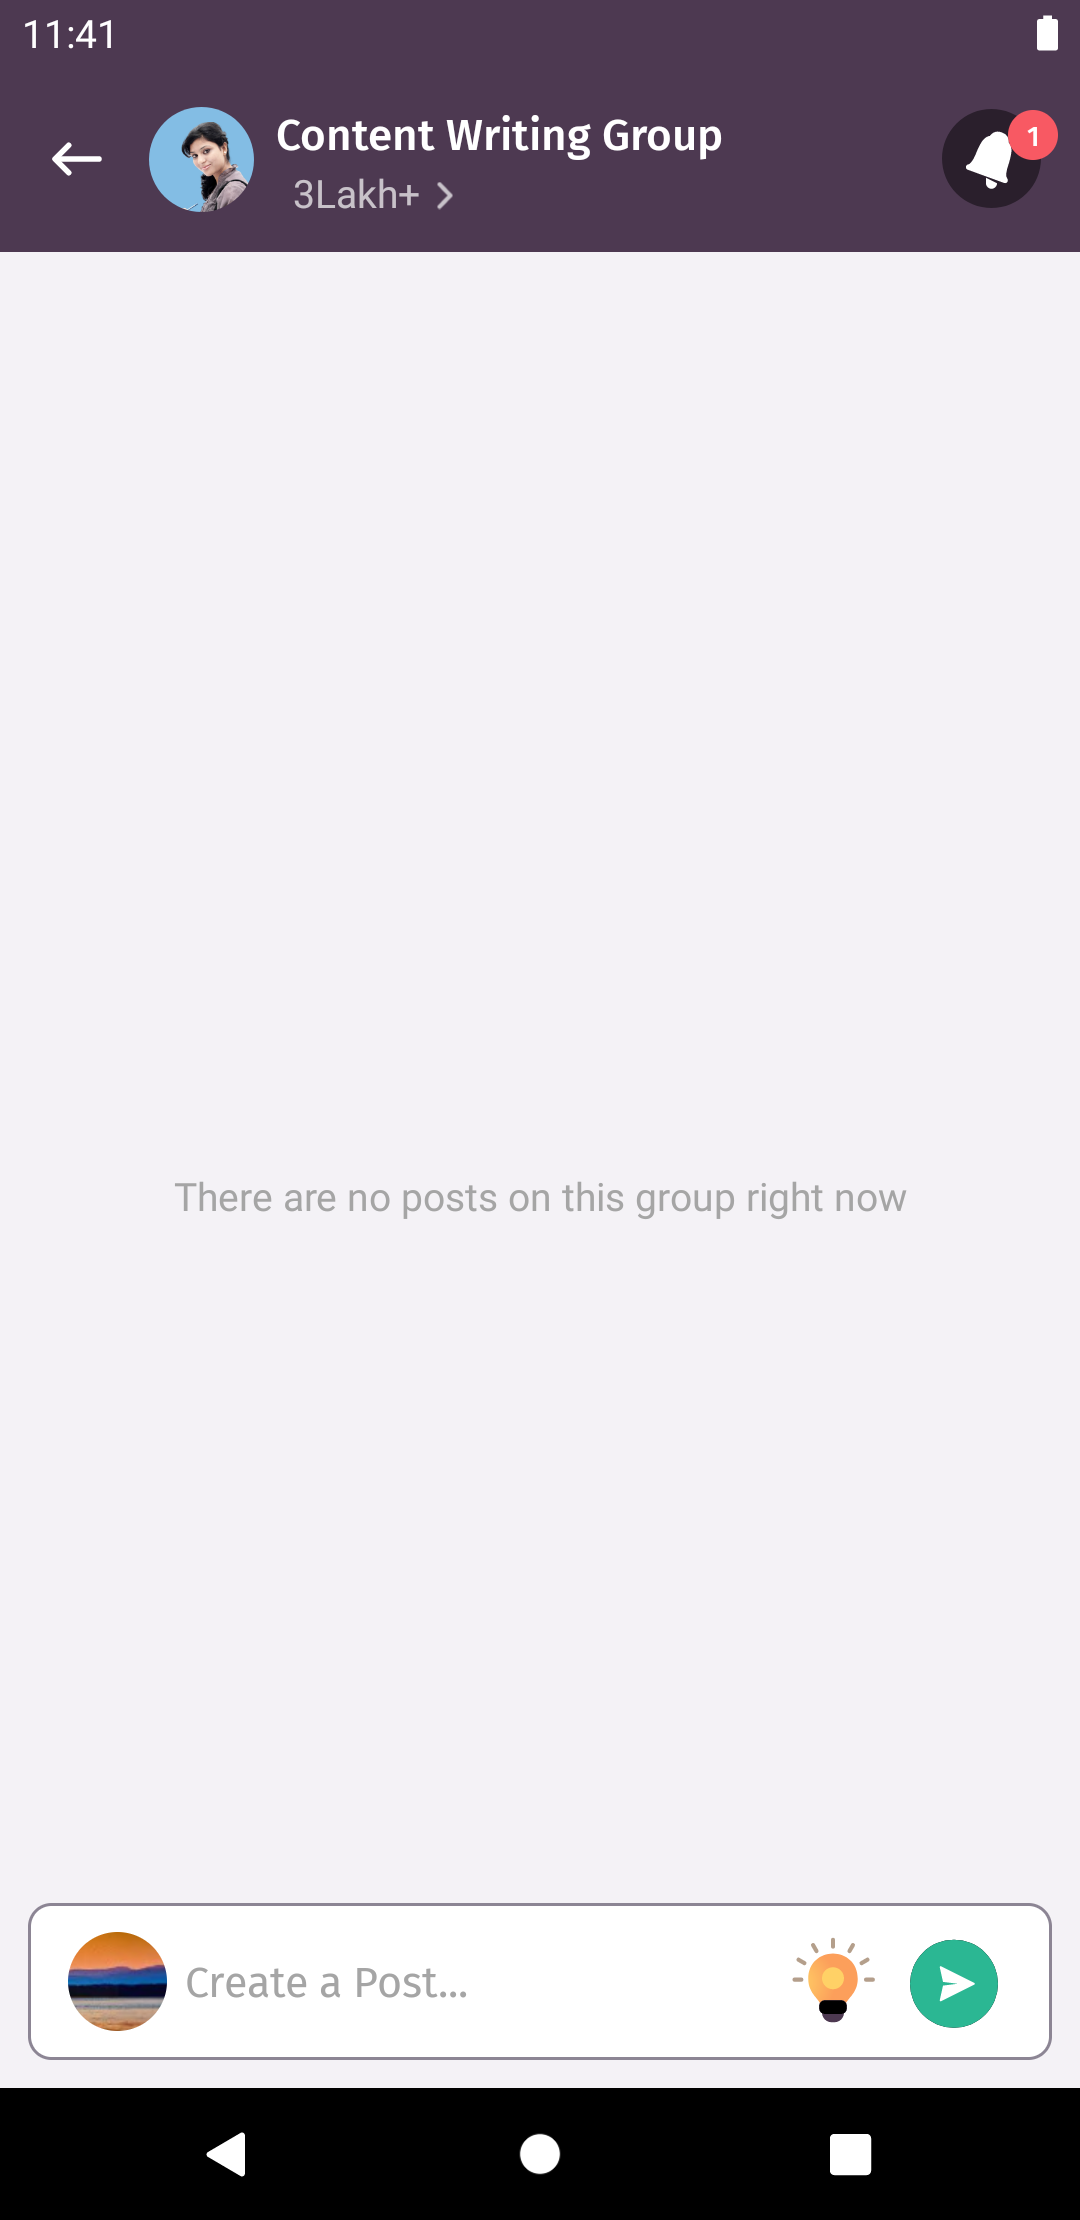 11:41
Content Writing Group
1
3Lakh+
There are no posts on this group right now
Create a Post...